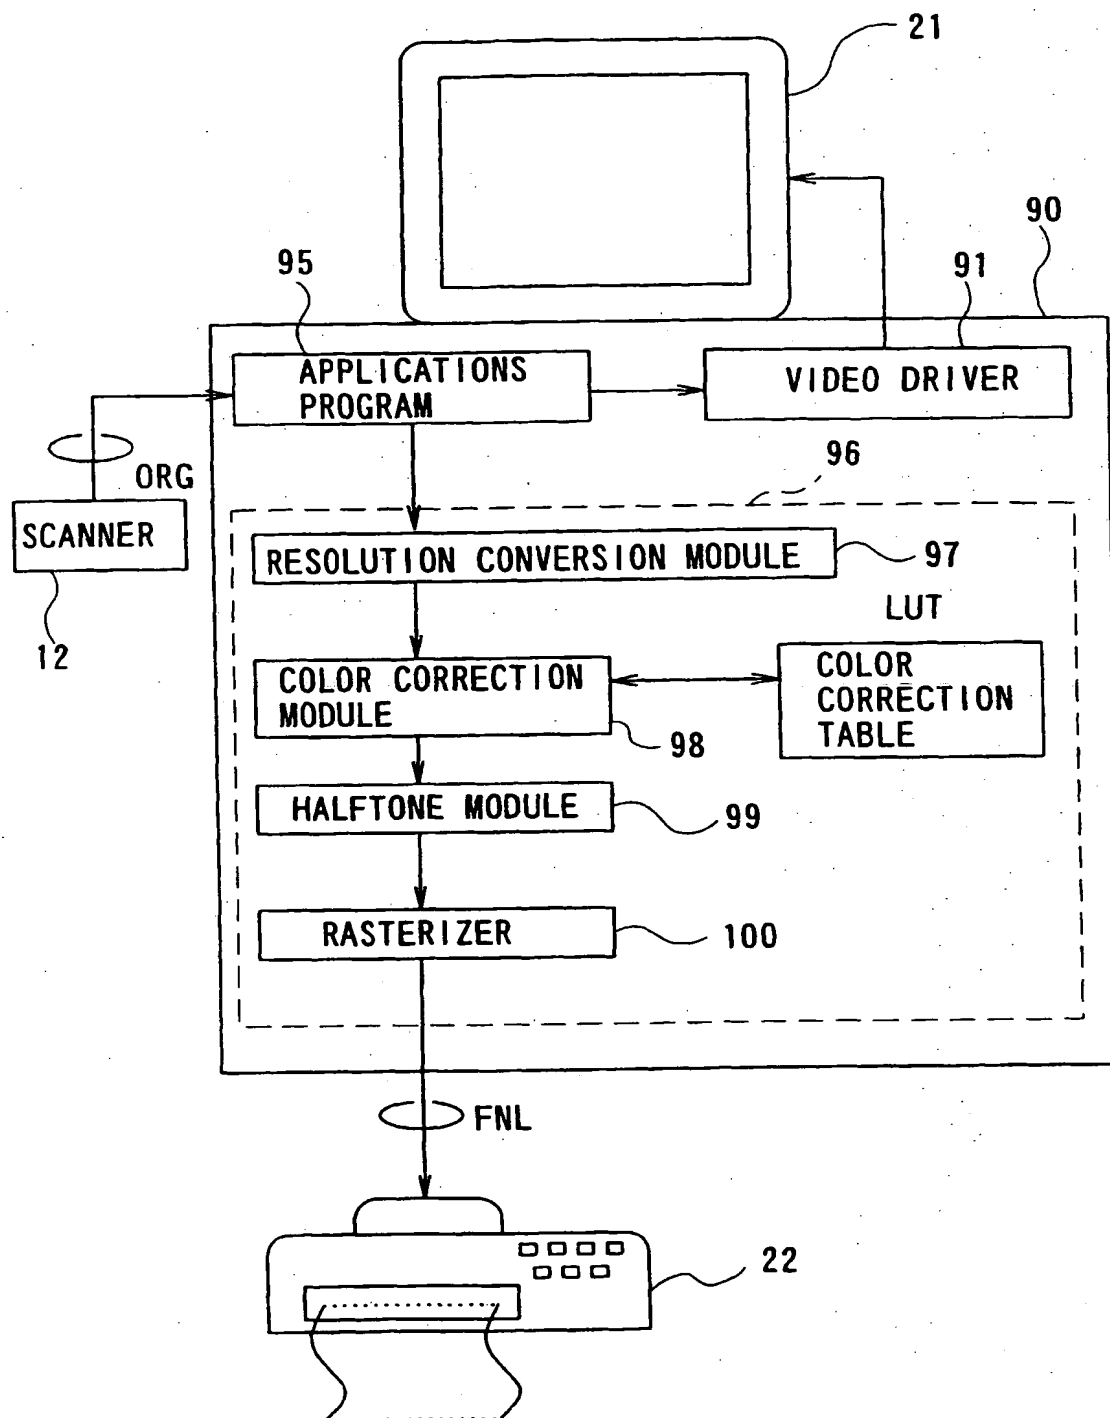 21
90
95
91
APPLICATIONS
PROGRAM
VIDEO DRIVER
96
ORG
SCANNER
12
RESOLUTION CONVERSION MODULE
97
LUT
COLOR CORRECTION
MODULE
98
COLOR
CORRECTION
TABLE
HALFTONE MODULE
99
RASTERIZER
100
FNL
22